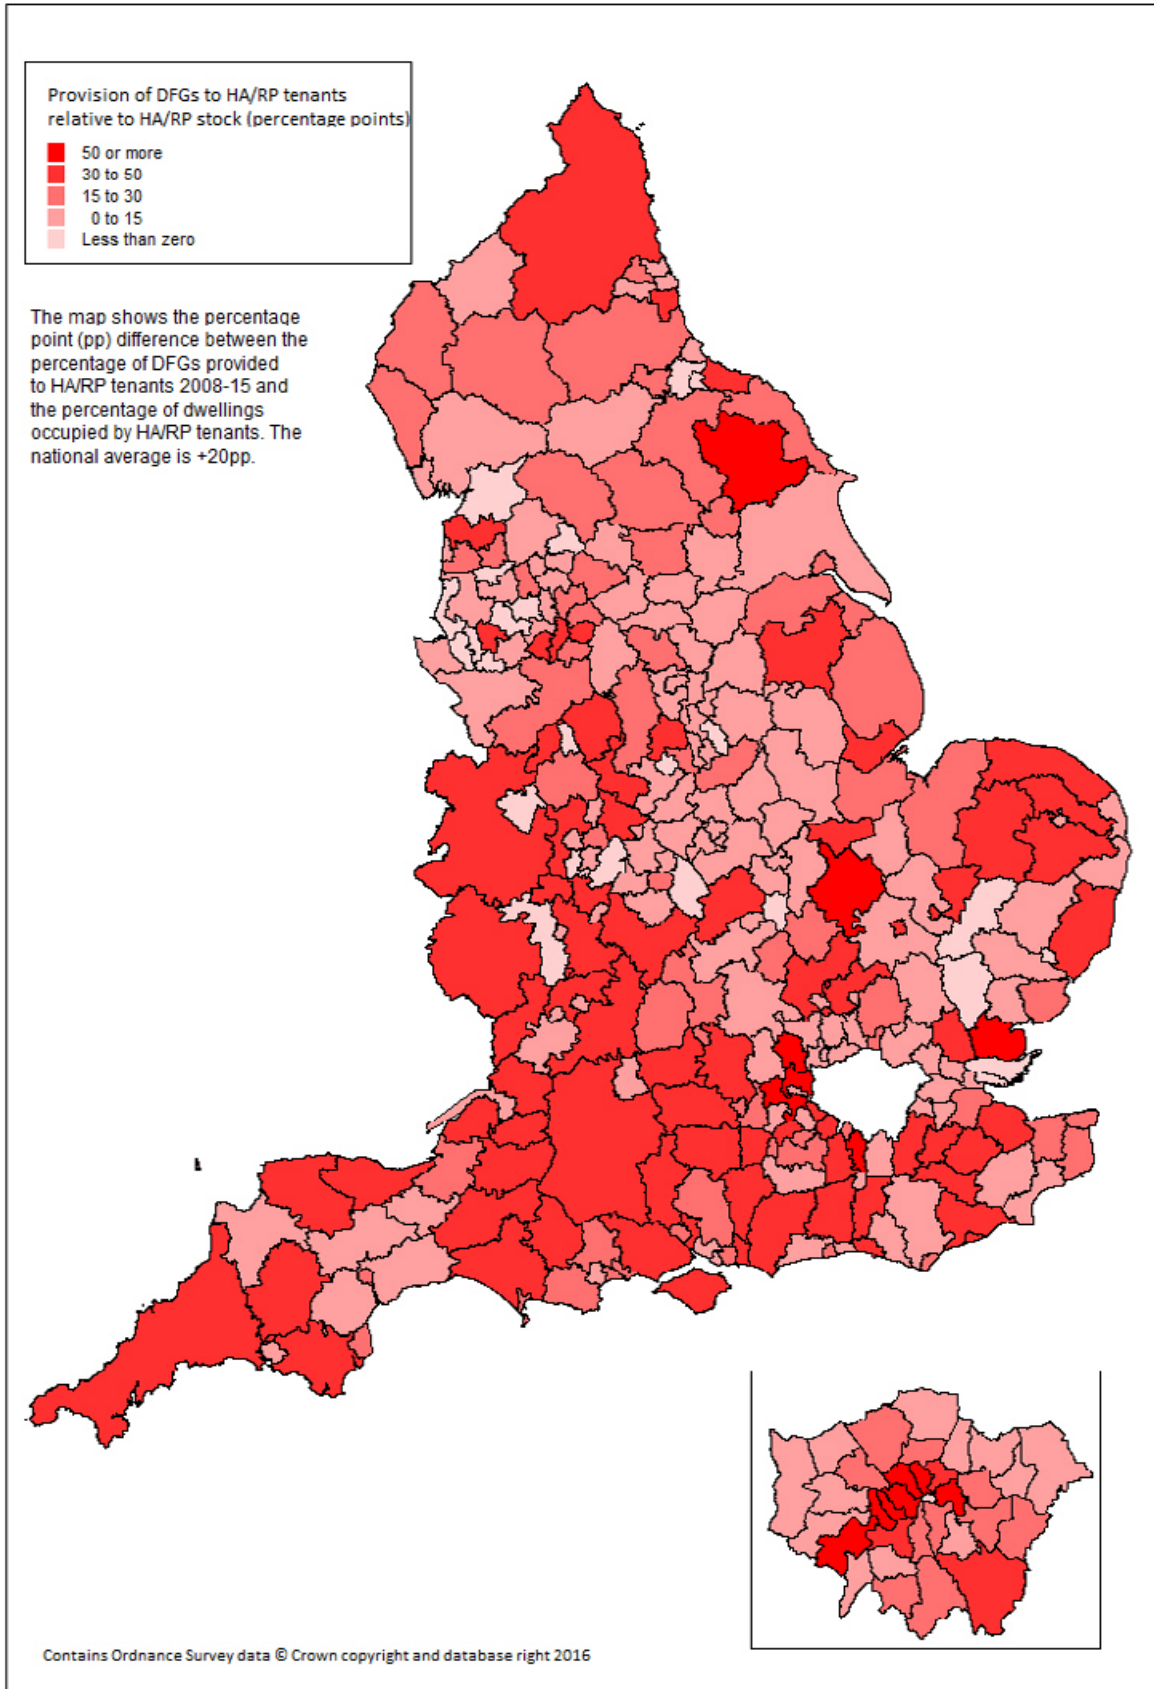 Provision of DFGs to HA/RP tenants
relative to HA/RP stock (percentage points)
50 or more
30 to 50
15 to 30
0 to 15
Less than zero
The map shows the percentage
point (pp) difference between the
percentage of DFGs provided
to HA/RP tenants 2008-15 and
the percentage of dwellings
occupied by HA/RP tenants. The
national average is +20pp.
Contains Ordnance Survey data © Crown copyright and database right 2016